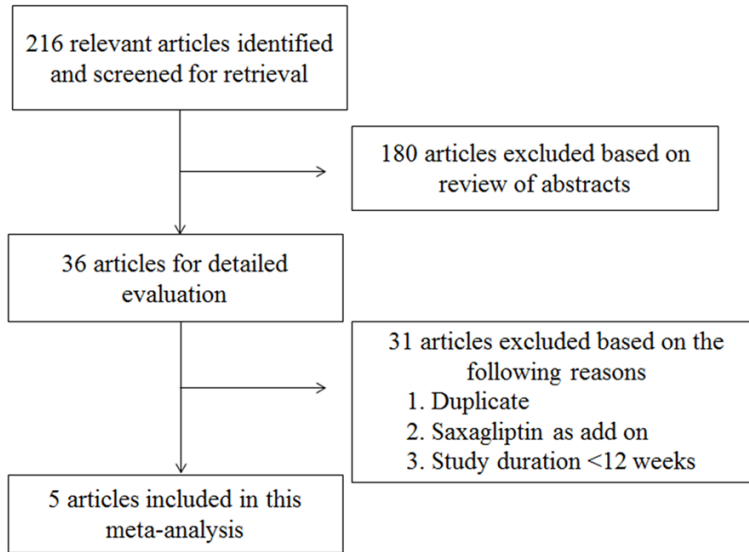 216 relevant articles identified
and screened for retrieval
180 articles excluded based on
review of abstracts
36 articles for detailed
evaluation
31 articles excluded based on the
following reasons
1. Duplicate
2. Saxagliptin as add on
3. Study duration <12 weeks
5 articles included in this
meta-analysis